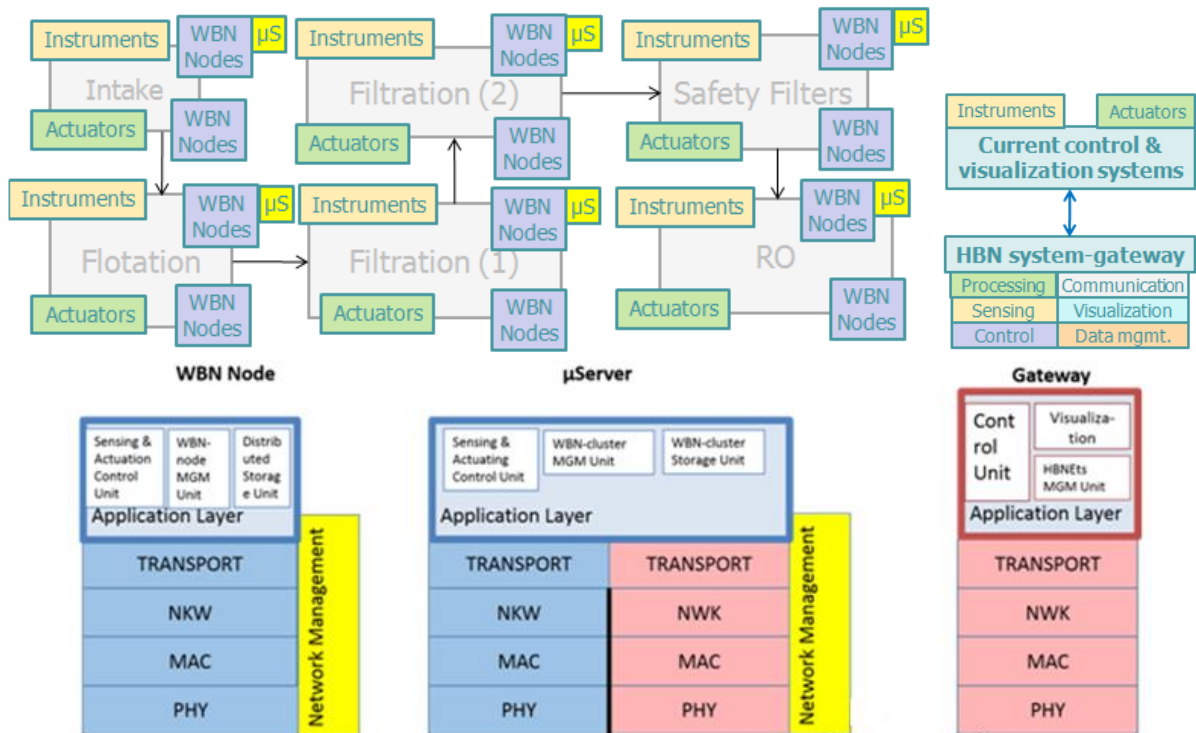 Instruments
WBN
Nodes
µS
Intake
Actuators
WBN
Nodes
Instruments
WBN
Nodes
µS
Filtration (2)
Actuators
WBN
Nodes
Instruments
WBN
Nodes
µS
Safety Filters
Actuators
WBN
Nodes
Instruments
WBN
Nodes
µS
Flotation
Actuators
WBN
Nodes
Instruments
WBN
Nodes
µS
Filtration (1)
Actuators
WBN
Nodes
Instruments
WBN
Nodes
µS
RO
Actuators
WBN
Nodes
Instruments
Actuators
Current control &
visualization systems
HBN system-gateway
Processing
Communication
Sensing
Visualization
Control
Data mgmt.
WBN Node
Sensing &
Actuation
Control
Unit
WBN-
node
MGM
Unit
Distrib
uted
Storag
e Unit
Application Layer
TRANSPORT
NKW
MAC
PHY
Network Management
µServer
Sensing &
Actuating
Control Unit
WBN-cluster
MGM Unit
WBN-cluster
Storage Unit
Application Layer
TRANSPORT
NKW
MAC
PHY
TRANSPORT
NWK
MAC
PHY
Network Management
Gateway
Cont
rol
Unit
Visualiza-
tion
HBNEts
MGM Unit
Application Layer
TRANSPORT
NWK
MAC
PHY